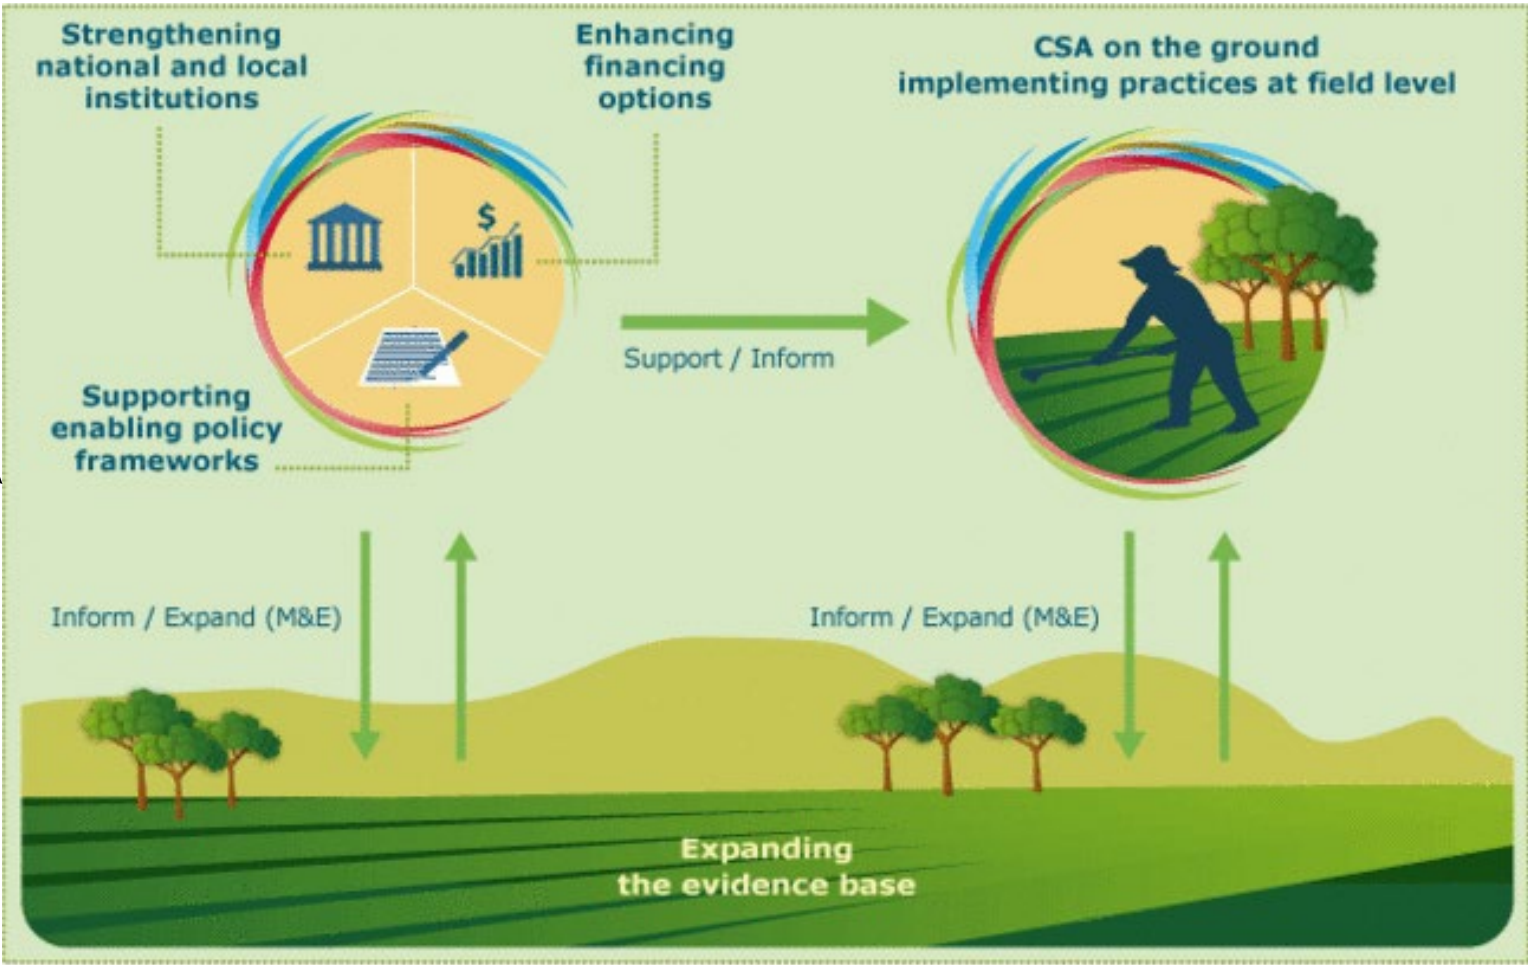 Strengthening
national and local
institutions
Enhancing
financing
options
CSA on the ground
implementing practices at field level
$
Support / Inform
Supporting
enabling policy
frameworks
Inform / Expand (M&E)
Inform / Expand (M&E)
Expanding
the evidence base